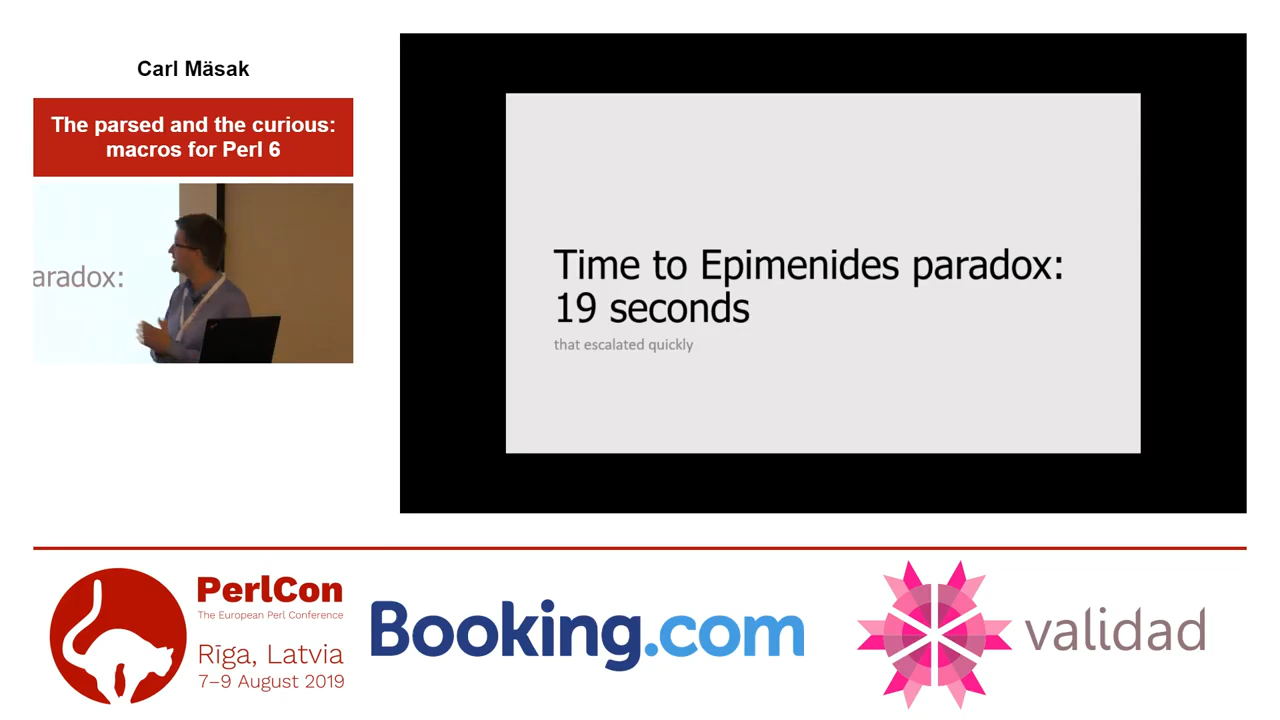 Carl Mäsak
The parsed and the curious:
macros for Perl 6
aradox:
Time to Epimenides paradox:
19 seconds
that escalated quickly
PerlCon
The European Perl Conference
Rīga, Latvia
7–9 August 2019
Booking.com
validad